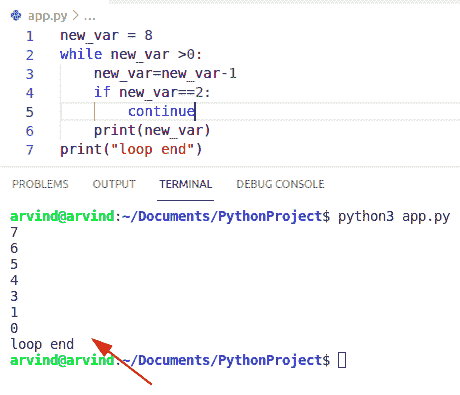 app.py > ...
1 new_var = 8
2 while new_var >0:
3     new_var=new_var-1
4     if new_var==2:
5         continue
6     print(new_var)
7 print("loop end")
PROBLEMS OUTPUT TERMINAL DEBUG CONSOLE
arvind@arvind:~/Documents/PythonProject$ python3 app.py
7
6
5
4
3
1
0
loop end
arvind@arvind:~/Documents/PythonProject$